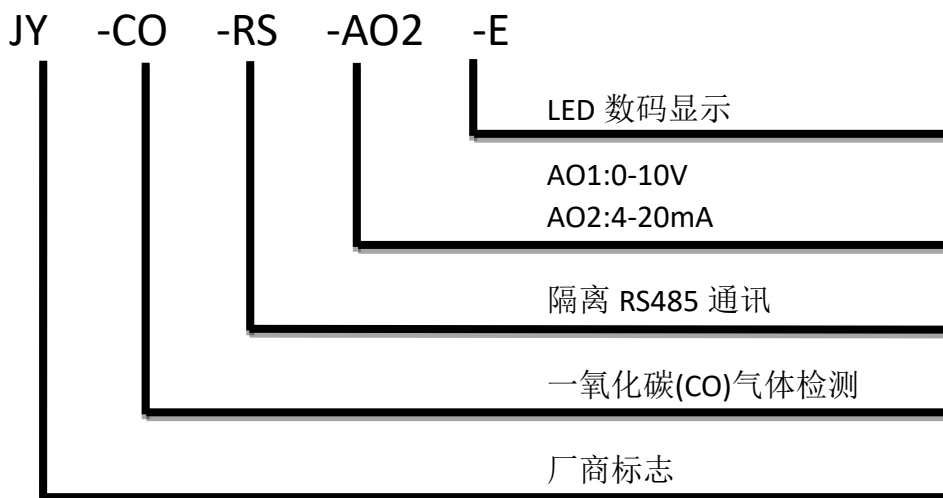 JY -CO -RS -AO2 -E
LED 数码显示
AO1:0-10V
AO2:4-20mA
隔离 RS485 通讯
一氧化碳(CO)气体检测
厂商标志